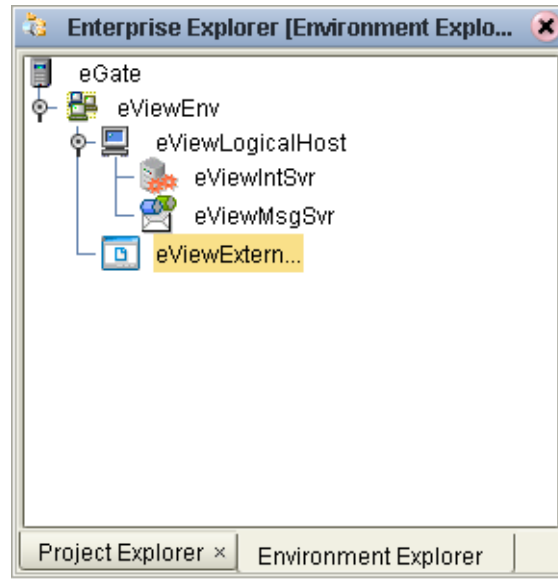 Enterprise Explorer [Environment Explo...
eGate
eViewEnv
eViewLogicalHost
eViewIntSvr
eViewMsgSvr
eViewExtern...
Project Explorer × Environment Explorer